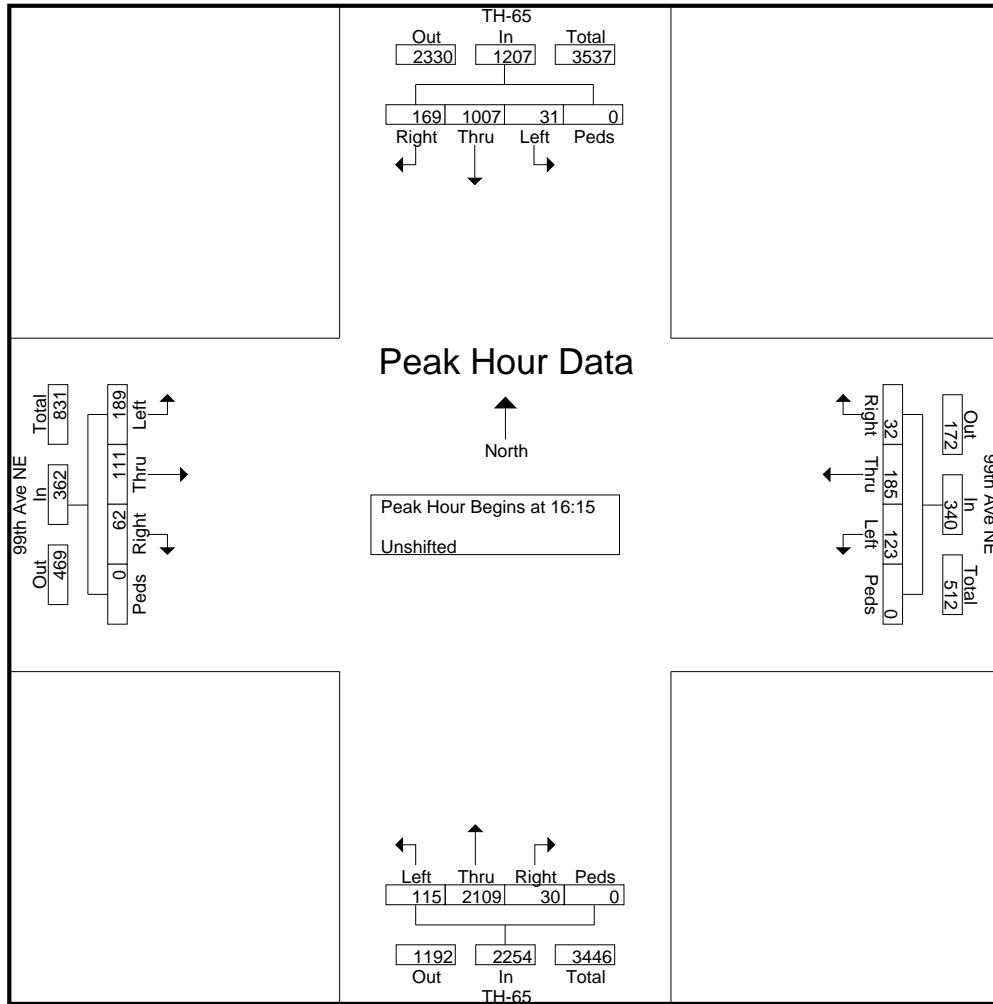 TH-65
Out In Total
2330 1207 3537
169 1007 31 0
Right Thru Left Peds
Peak Hour Data
North
Peak Hour Begins at 16:15
Unshifted
99th Ave NE
Total In Out
831 362 469
189 111 62 0
Left Thru Right Peds
99th Ave NE
Out In Total
172 340 512
32 185 123 0
Right Thru Left Peds
Left Thru Right Peds
115 2109 30 0
1192 2254 3446
Out In Total
TH-65